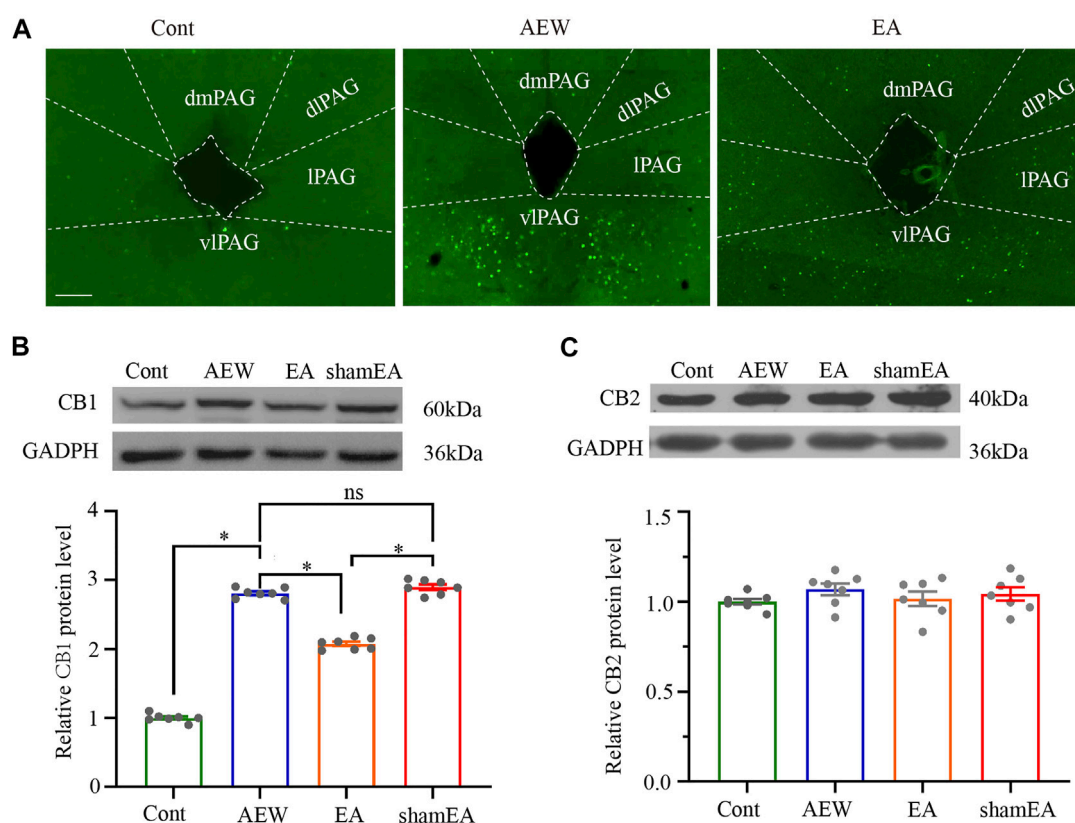 A
Cont
AEW
EA
dmPAG
dlPAG
lPAG
vlPAG
dmPAG
dlPAG
lPAG
vlPAG
dmPAG
dlPAG
lPAG
vlPAG
B
Cont AEW EA shamEA
CB1 60kDa
GADPH 36kDa
ns
* * *
Relative CB1 protein level
4
3
2
1
0
Cont AEW EA shamEA
C
Cont AEW EA shamEA
CB2 40kDa
GADPH 36kDa
Relative CB2 protein level
1.5
1.0
0.5
0.0
Cont AEW EA shamEA